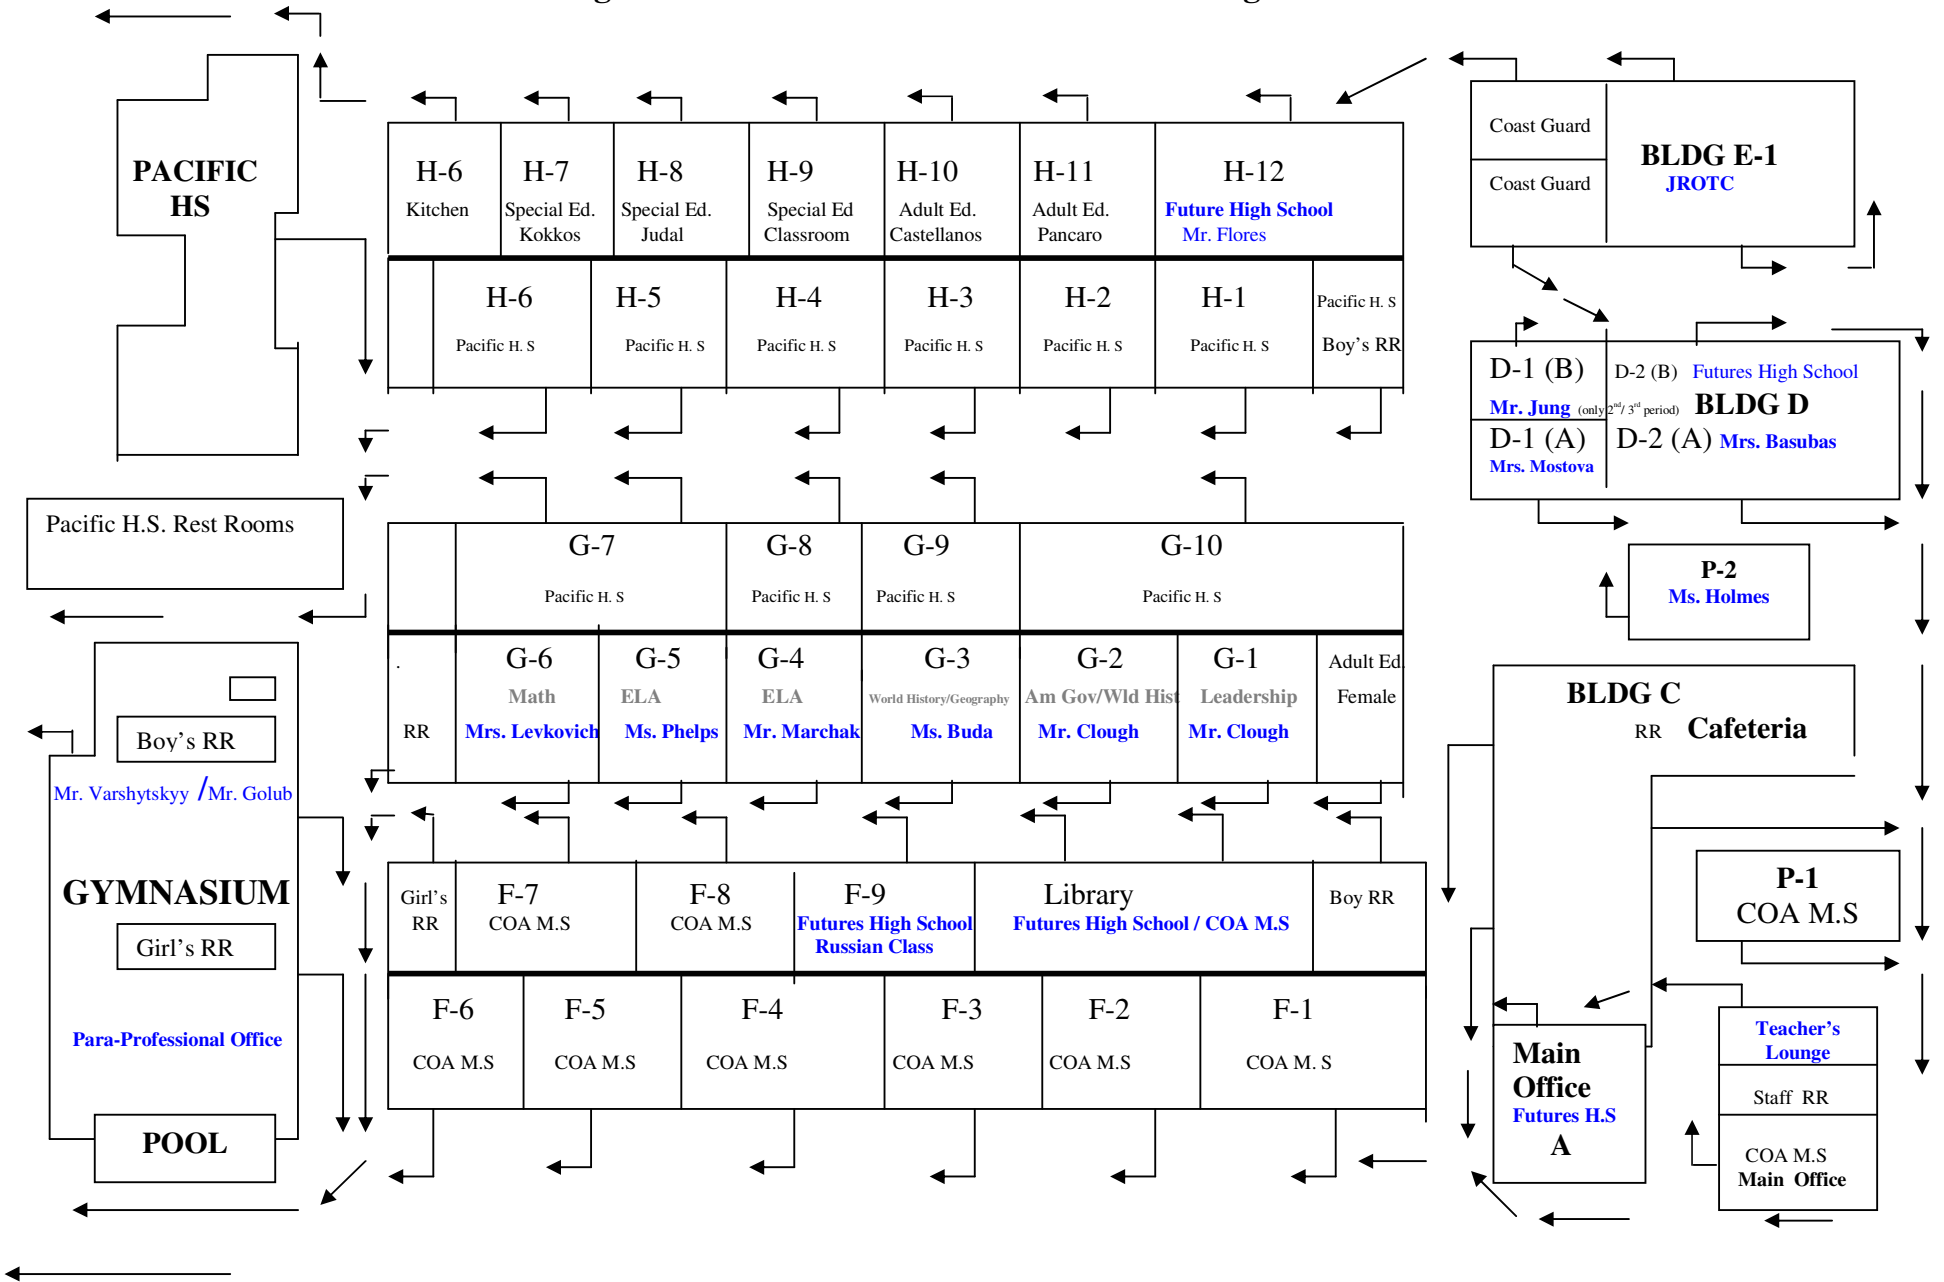 PACIFIC
HS
H-6
Kitchen
H-7
Special Ed.
Kokkos
H-8
Special Ed.
Judal
H-9
Special Ed
Classroom
H-10
Adult Ed.
Castellanos
H-11
Adult Ed.
Pancaro
H-12
Future High School
Mr. Flores
Coast Guard
Coast Guard
BLDG E-1
JROTC
H-6
Pacific H. S
H-5
Pacific H. S
H-4
Pacific H. S
H-3
Pacific H. S
H-2
Pacific H. S
H-1
Pacific H. S
Pacific H. S
Boy's RR
D-1 (B)
Mr. Jung (only 2nd/ 3rd period)
D-2 (B) Futures High School
BLDG D
D-1 (A)
Mrs. Mostova
D-2 (A) Mrs. Basubas
Pacific H.S. Rest Rooms
G-7
Pacific H. S
G-8
Pacific H. S
G-9
Pacific H. S
G-10
Pacific H. S
P-2
Ms. Holmes
.
RR
G-6
Math
Mrs. Levkovich
G-5
ELA
Ms. Phelps
G-4
ELA
Mr. Marchak
G-3
World History/Geography
Ms. Buda
G-2
Am Gov/Wld Hist
Mr. Clough
G-1
Leadership
Mr. Clough
Adult Ed.
Female
BLDG C
RR Cafeteria
Boy's RR
Mr. Varshytskyy /Mr. Golub
GYMNASIUM
Girl's RR
Para-Professional Office
POOL
Girl's
RR
F-7
COA M.S
F-8
COA M.S
F-9
Futures High School
Russian Class
Library
Futures High School / COA M.S
Boy RR
P-1
COA M.S
F-6
COA M.S
F-5
COA M.S
F-4
COA M.S
F-3
COA M.S
F-2
COA M.S
F-1
COA M. S
Main
Office
Futures H.S
A
Teacher's
Lounge
Staff RR
COA M.S
Main Office